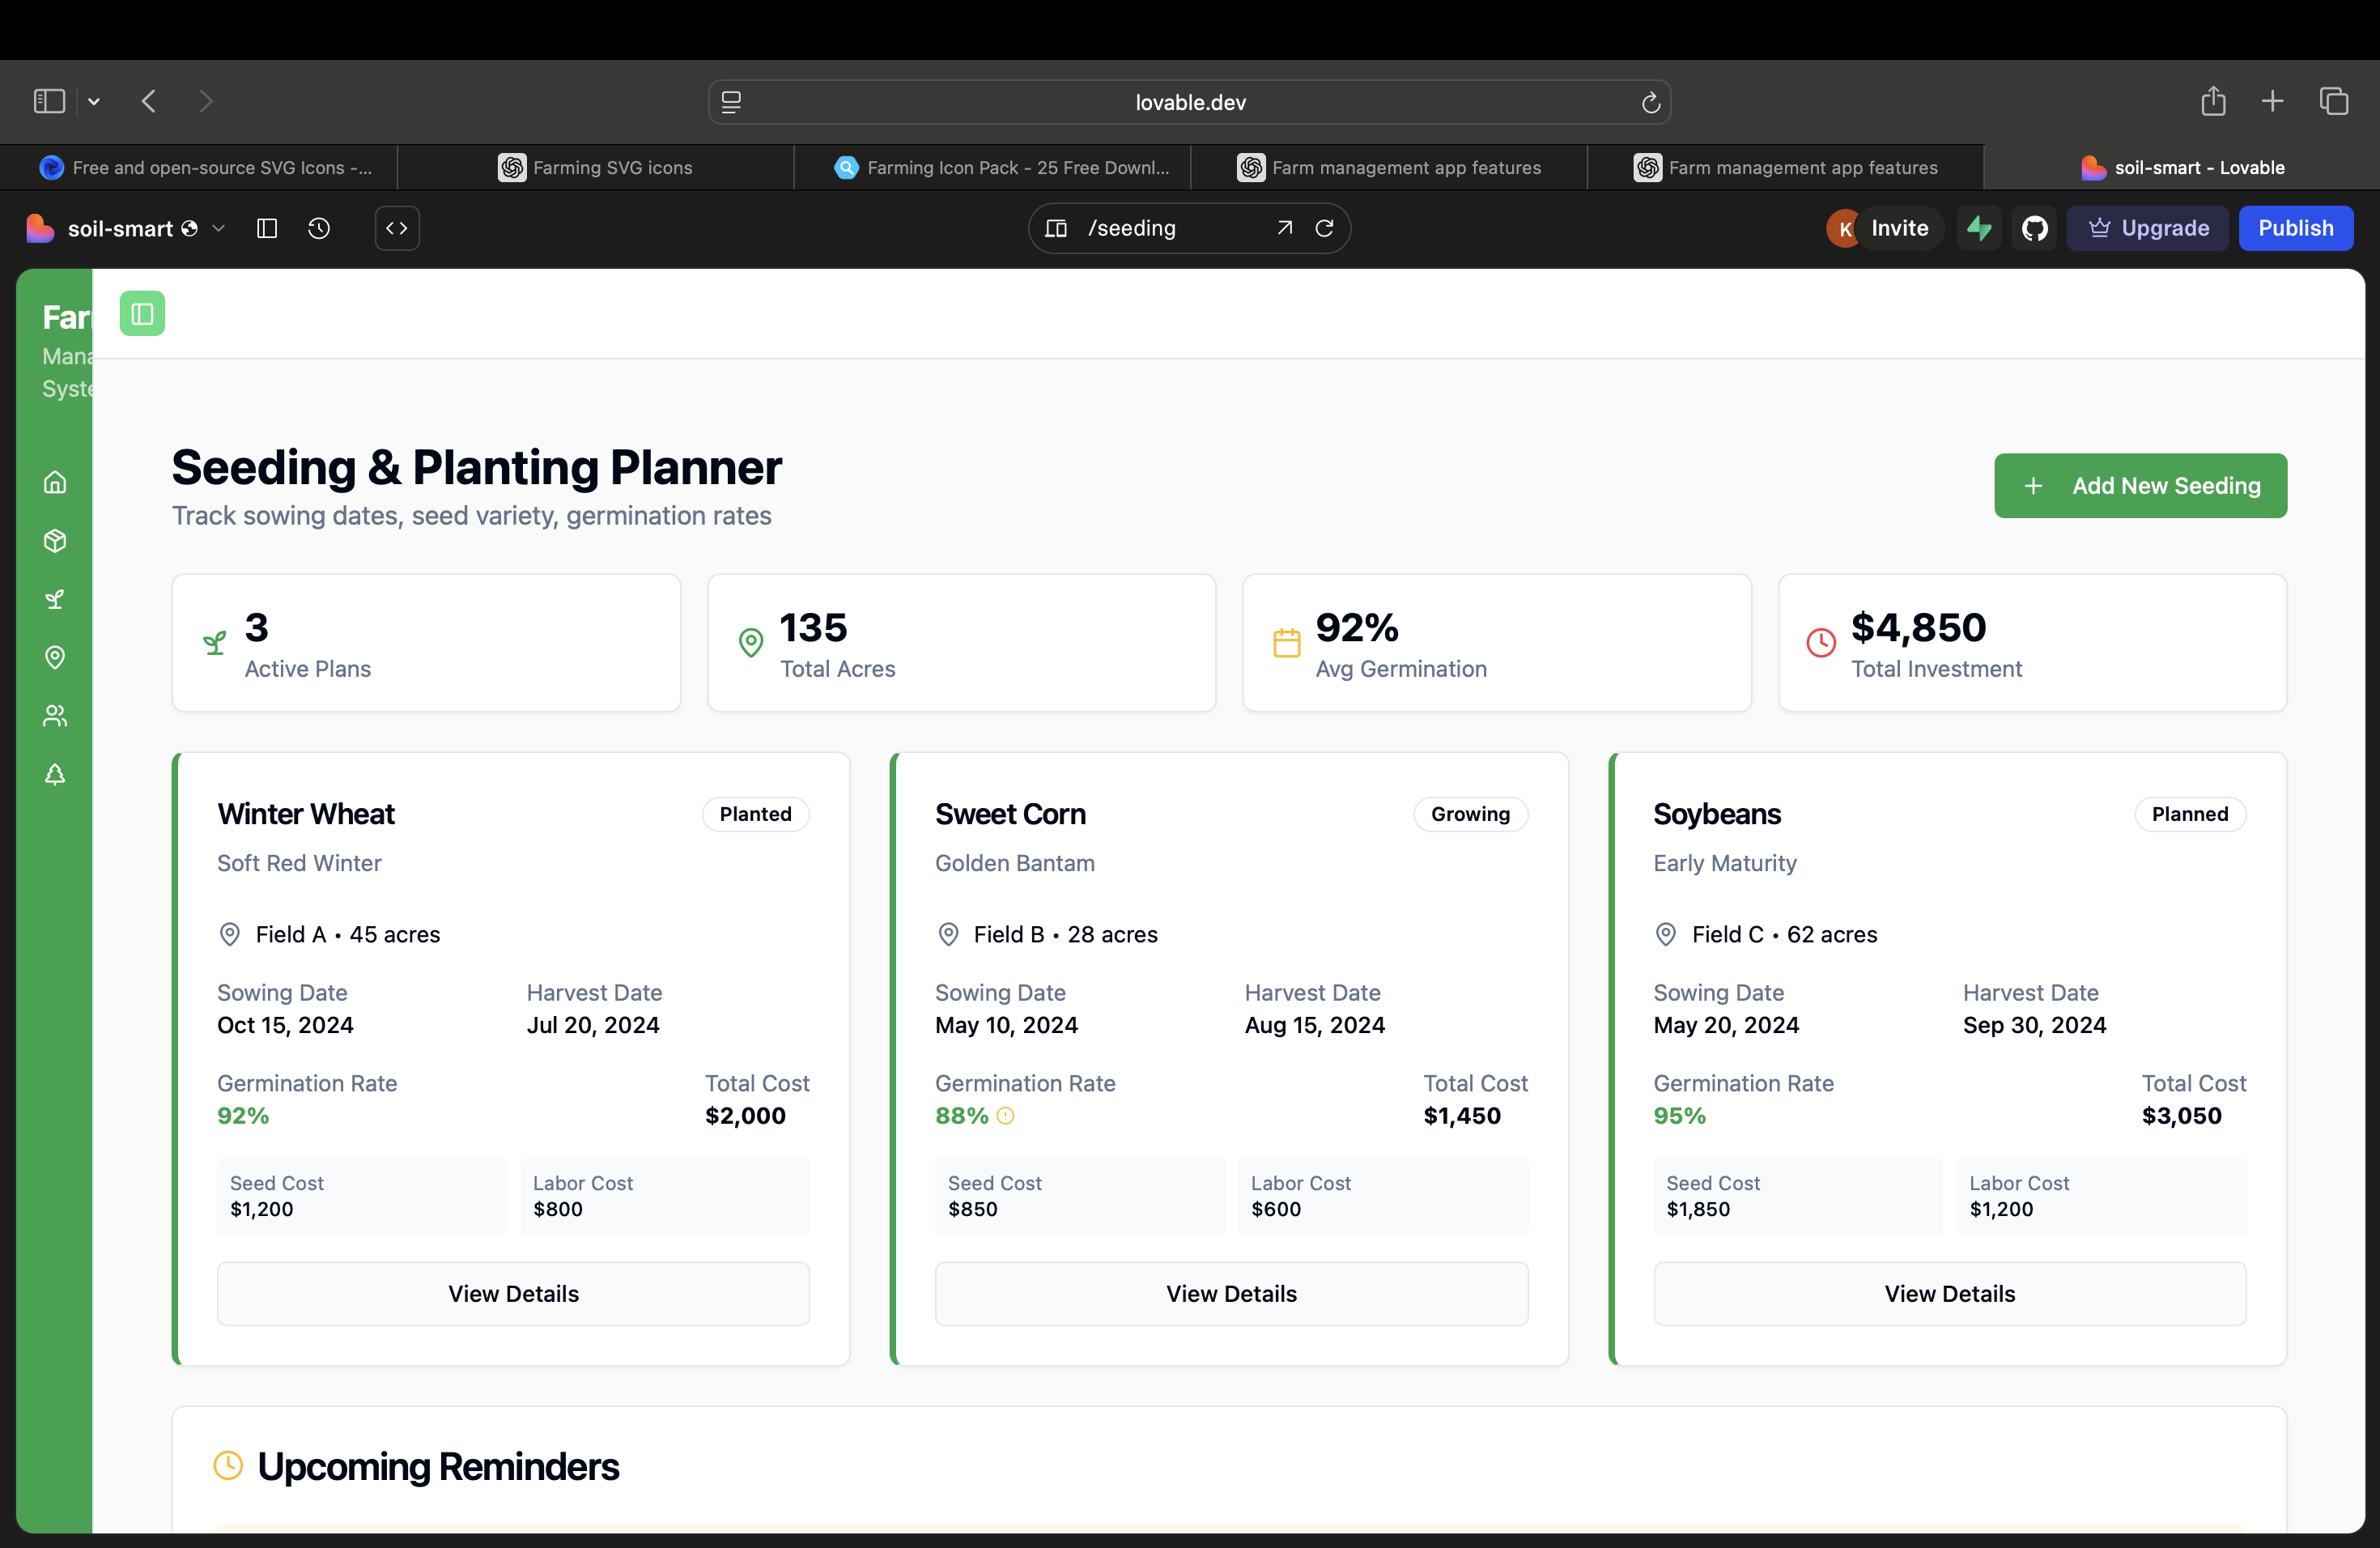 lovable.dev
Free and open-source SVG Icons -...
Farming SVG icons
Farming Icon Pack - 25 Free Downl...
Farm management app features
Farm management app features
soil-smart - Lovable
soil-smart
/seeding
K
Invite
Upgrade
Publish
Far
Mana
Syste
Seeding & Planting Planner
Track sowing dates, seed variety, germination rates
+ Add New Seeding
3
Active Plans
135
Total Acres
92%
Avg Germination
$4,850
Total Investment
Winter Wheat
Planted
Soft Red Winter
Field A • 45 acres
Sowing Date
Oct 15, 2024
Harvest Date
Jul 20, 2024
Germination Rate
92%
Total Cost
$2,000
Seed Cost
$1,200
Labor Cost
$800
View Details
Sweet Corn
Growing
Golden Bantam
Field B • 28 acres
Sowing Date
May 10, 2024
Harvest Date
Aug 15, 2024
Germination Rate
88%
Total Cost
$1,450
Seed Cost
$850
Labor Cost
$600
View Details
Soybeans
Planned
Early Maturity
Field C • 62 acres
Sowing Date
May 20, 2024
Harvest Date
Sep 30, 2024
Germination Rate
95%
Total Cost
$3,050
Seed Cost
$1,850
Labor Cost
$1,200
View Details
Upcoming Reminders